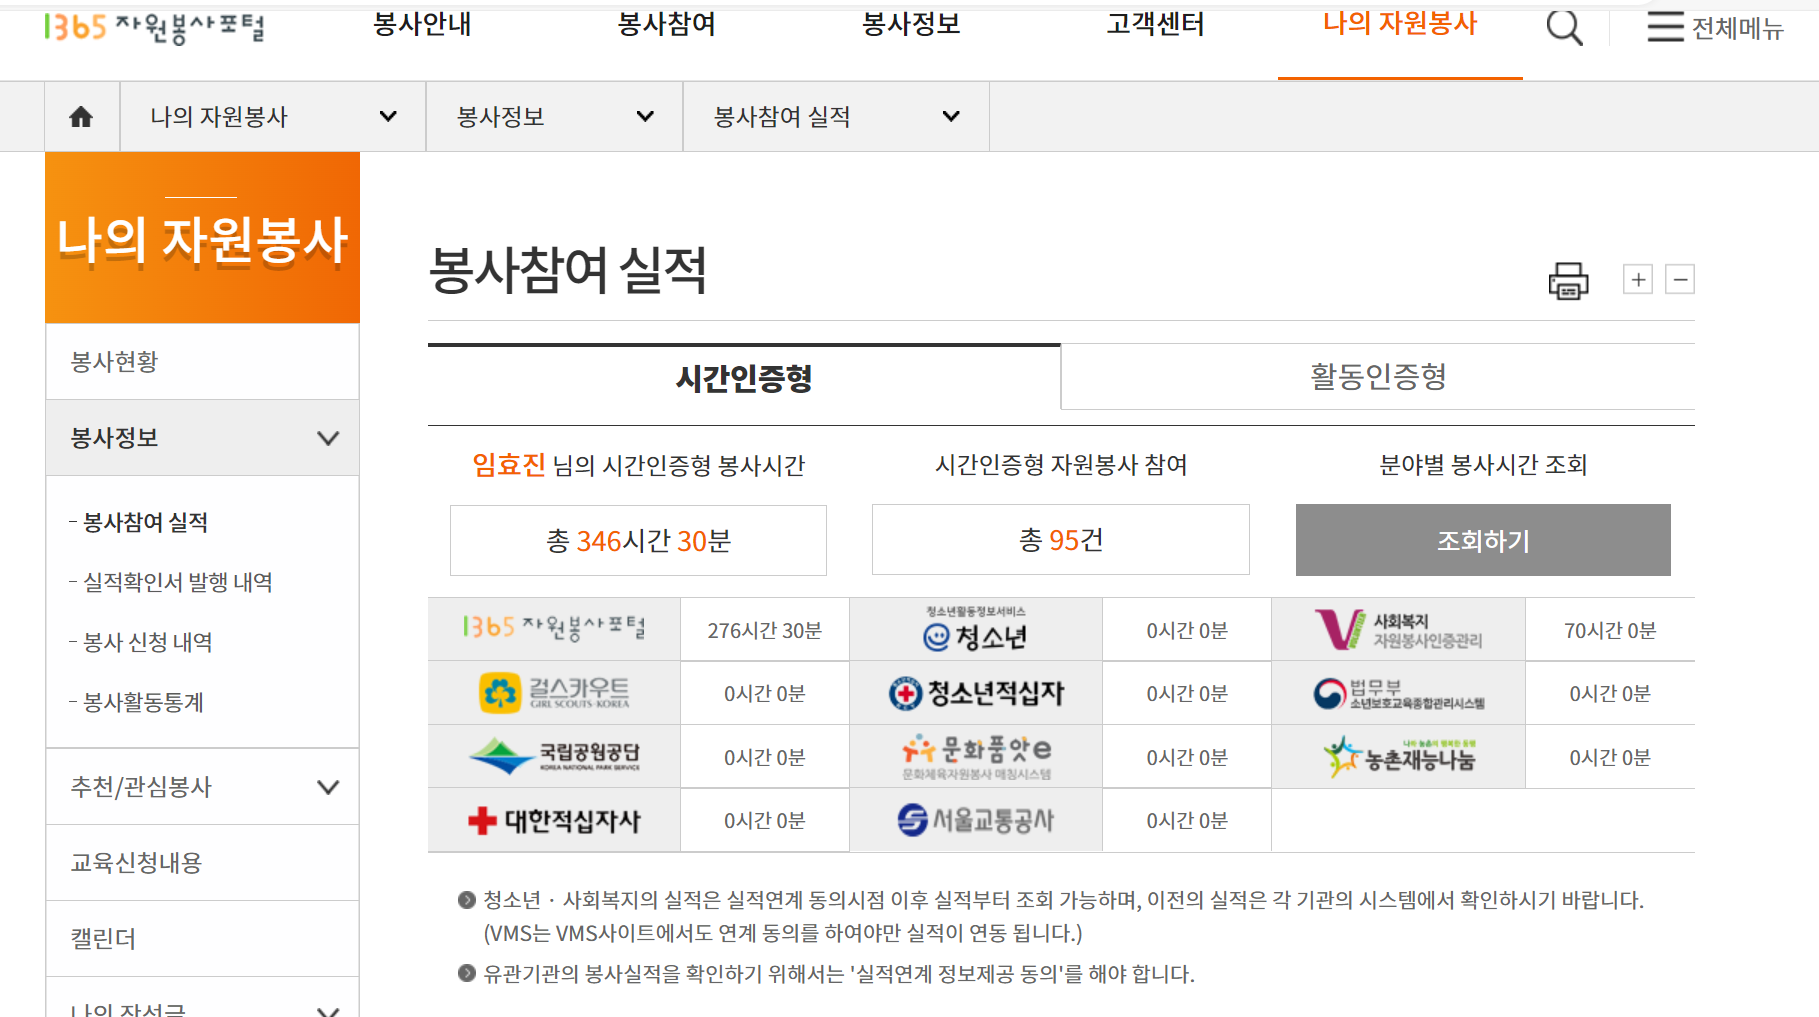 1365 자원봉사포털
봉사안내
봉사참여
봉사정보
고객센터
나의 자원봉사
전체메뉴
나의 자원봉사
봉사정보
봉사참여 실적
나의 자원봉사
봉사현황
봉사정보
- 봉사참여 실적
- 실적확인서 발행 내역
- 봉사 신청 내역
- 봉사활동통계
추천/관심봉사
교육신청내용
캘린더
나의 작성글
봉사참여 실적
시간인증형
활동인증형
임효진 님의 시간인증형 봉사시간
시간인증형 자원봉사 참여
분야별 봉사시간 조회
총 346시간 30분
총 95건
조회하기
1365 자원봉사포털
276시간 30분
청소년활동정보서비스
e 청소년
0시간 0분
V 사회복지
자원봉사인증관리
70시간 0분
걸스카우트
GIRL SCOUTS·KOREA
0시간 0분
청소년적십자
0시간 0분
법무부
소년보호교육종합관리시스템
0시간 0분
국립공원공단
KOREA NATIONAL PARK SERVICE
0시간 0분
문화품앗e
문화체육자원봉사 매칭시스템
0시간 0분
농촌재능나눔
0시간 0분
대한적십자사
0시간 0분
서울교통공사
0시간 0분
청소년 · 사회복지의 실적은 실적연계 동의시점 이후 실적부터 조회 가능하며, 이전의 실적은 각 기관의 시스템에서 확인하시기 바랍니다.
(VMS는 VMS사이트에서도 연계 동의를 하여야만 실적이 연동 됩니다.)
유관기관의 봉사실적을 확인하기 위해서는 '실적연계 정보제공 동의'를 해야 합니다.